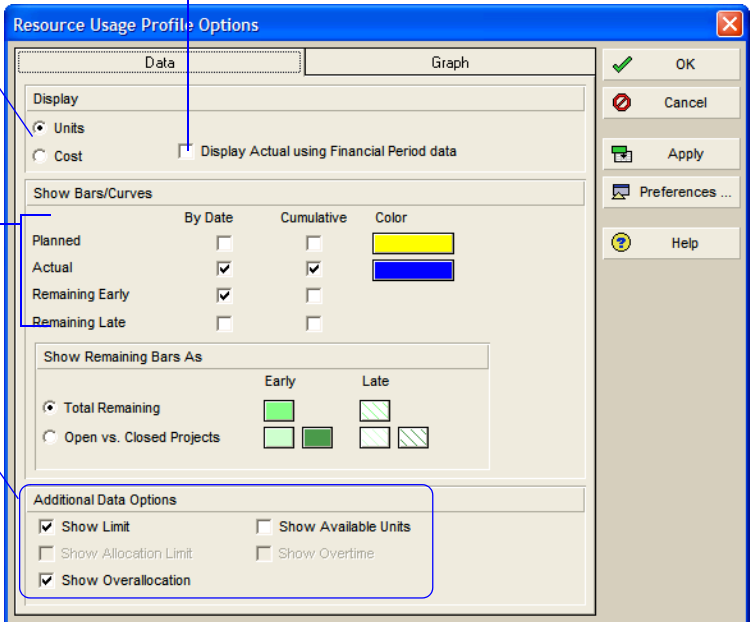 Resource Usage Profile Options
Data Graph
Display
Units
Cost
Display Actual using Financial Period data
Show Bars/Curves
By Date Cumulative Color
Planned
Actual
Remaining Early
Remaining Late
Show Remaining Bars As
Early Late
Total Remaining
Open vs. Closed Projects
Additional Data Options
Show Limit Show Available Units
Show Allocation Limit Show Overtime
Show Overallocation
OK
Cancel
Apply
Preferences ...
Help